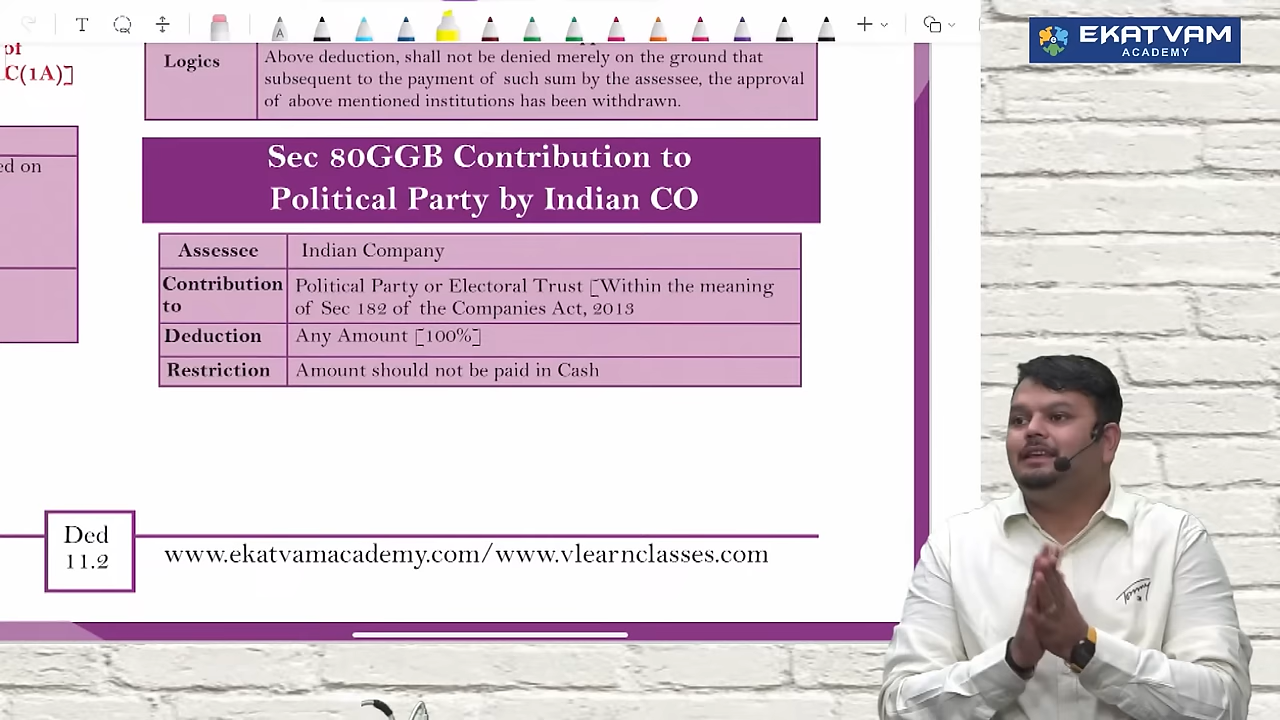 T
EKATVAM
ACADEMY
of
LC(1A)]
ed on
Logics
Above deduction, shall not be denied merely on the ground that
subsequent to the payment of such sum by the assessee, the approval
of above mentioned institutions has been withdrawn.
Sec 80GGB Contribution to
Political Party by Indian CO
Assessee
Indian Company
Contribution
to
Political Party or Electoral Trust [Within the meaning
of Sec 182 of the Companies Act, 2013
Deduction
Any Amount [100%]
Restriction
Amount should not be paid in Cash
Ded
11.2
www.ekatvamacademy.com/www.vlearnclasses.com